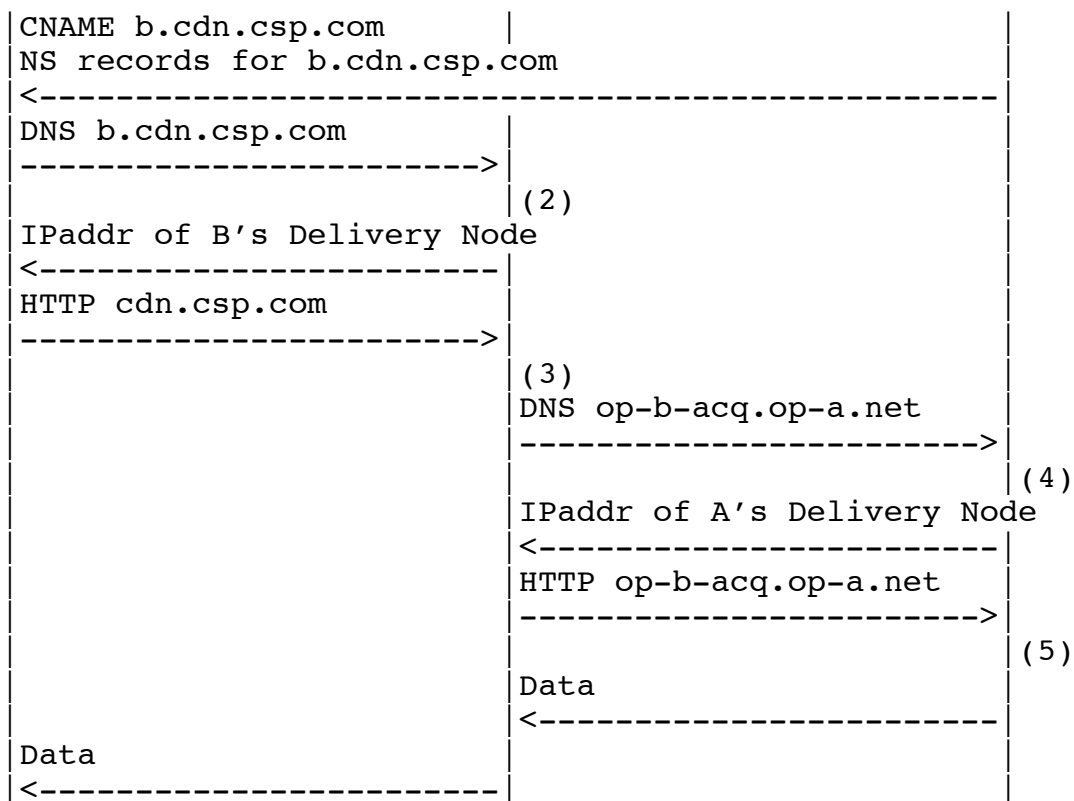 CNAME b.cdn.csp.com
NS records for b.cdn.csp.com
DNS b.cdn.csp.com
(2)
IPaddr of B's Delivery Node
HTTP cdn.csp.com
(3)
DNS op-b-acq.op-a.net
(4)
IPaddr of A's Delivery Node
HTTP op-b-acq.op-a.net
(5)
Data
Data